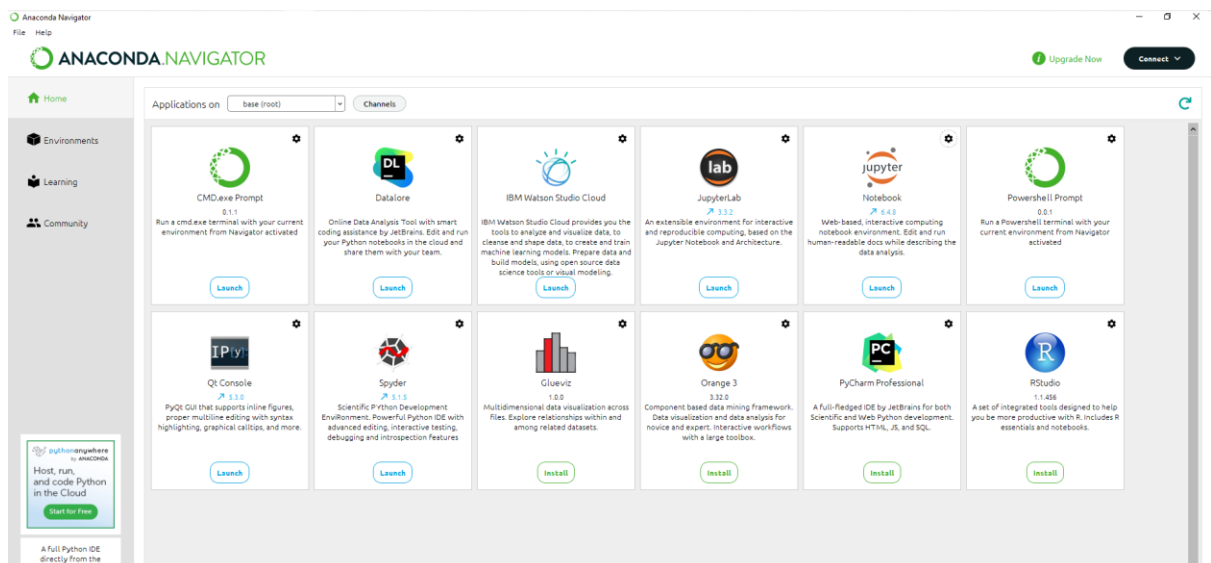 Anaconda Navigator
File Help
ANACONDA.NAVIGATOR
Upgrade Now
Connect
Home
Environments
Learning
Community
Applications on base (root) Channels
CMD.exe Prompt
0.1.1
Run a cmd.exe terminal with your current
environment from Navigator activated
Launch
DL
Datalore
Online Data Analysis Tool with smart
coding assistance by JetBrains. Edit and run
your Python notebooks in the cloud and
share them with your team.
Launch
IBM Watson Studio Cloud
IBM Watson Studio Cloud provides you the
tools to analyze and visualize data, to
cleanse and shape data, to create and train
machine learning models. Prepare data and
build models, using open source data
science tools or visual modeling.
Launch
lab
JupyterLab
3.3.2
An extensible environment for interactive
and reproducible computing, based on the
Jupyter Notebook and Architecture.
Launch
jupyter
Notebook
6.4.8
Web-based, interactive computing
notebook environment. Edit and run
human-readable docs while describing the
data analysis.
Launch
Powershell Prompt
0.0.1
Run a Powershell terminal with your
current environment from Navigator
activated
Launch
IP[y]:
Qt Console
5.3.0
PyQt GUI that supports inline figures,
proper multiline editing with syntax
highlighting, graphical calltips, and more.
Launch
Spyder
5.1.5
Scientific PYthon Development
EnviRonment. Powerful Python IDE with
advanced editing, interactive testing,
debugging and introspection features
Launch
Glueviz
1.0.0
Multidimensional data visualization across
files. Explore relationships within and
among related datasets.
Install
Orange 3
3.32.0
Component based data mining framework.
Data visualization and data analysis for
novice and expert. Interactive workflows
with a large toolbox.
Install
PC
PyCharm Professional
A full-fledged IDE by JetBrains for both
Scientific and Web Python development.
Supports HTML, JS, and SQL.
Install
R
RStudio
1.1.456
A set of integrated tools designed to help
you be more productive with R. Includes R
essentials and notebooks.
Install
pythonanywhere
by ANACONDA
Host, run,
and code Python
in the Cloud
Start for Free
A full Python IDE
directly from the